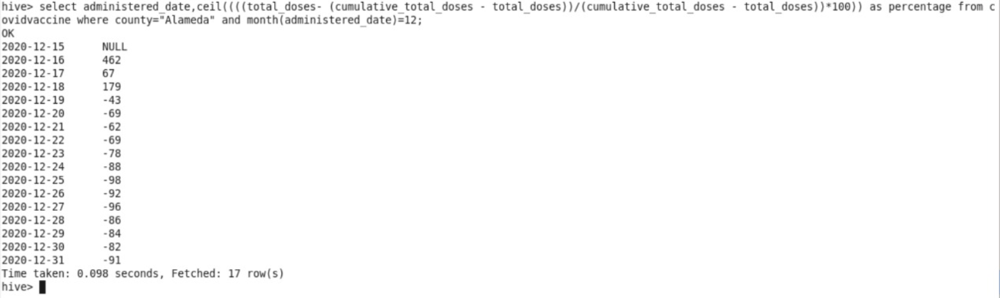 hive> select administered_date,ceil((((total_doses- (cumulative_total_doses - total_doses))/(cumulative_total_doses - total_doses))*100)) as percentage from c
ovidvaccine where county="Alameda" and month(administered_date)=12;
OK
2020-12-15      NULL
2020-12-16      462
2020-12-17      67
2020-12-18      179
2020-12-19      -43
2020-12-20      -69
2020-12-21      -62
2020-12-22      -69
2020-12-23      -78
2020-12-24      -88
2020-12-25      -98
2020-12-26      -92
2020-12-27      -96
2020-12-28      -86
2020-12-29      -84
2020-12-30      -82
2020-12-31      -91
Time taken: 0.098 seconds, Fetched: 17 row(s)
hive>